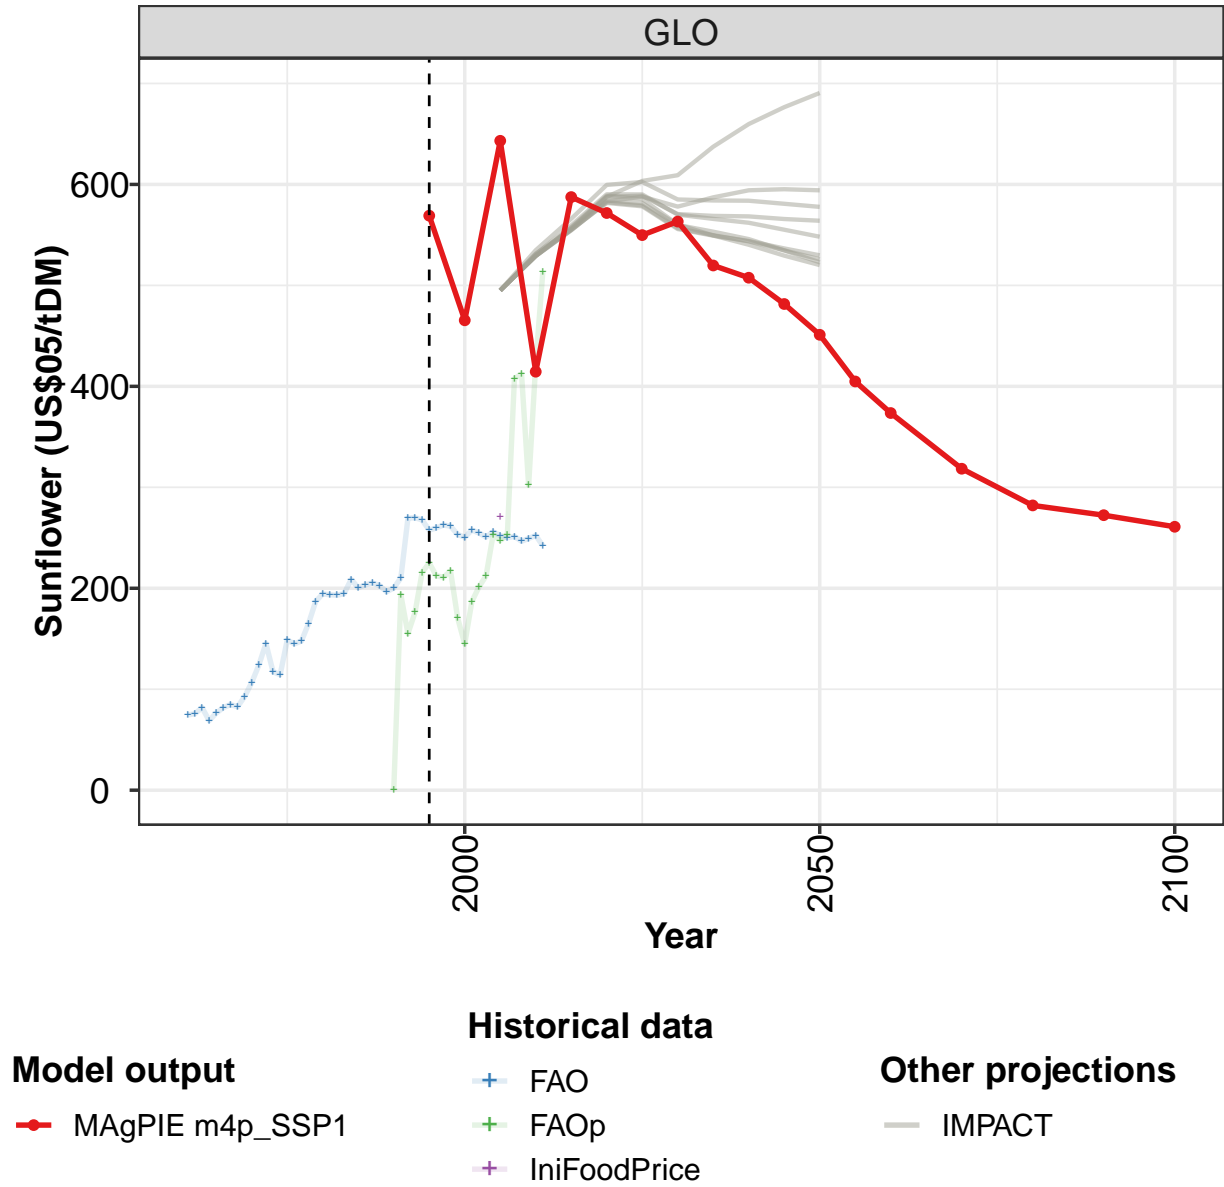 GLO
Sunflower (US$05/tDM)
600
400
200
0
2000
2050
2100
Year
Model output
MAgPIE m4p_SSP1
Historical data
FAO
FAOp
IniFoodPrice
Other projections
IMPACT